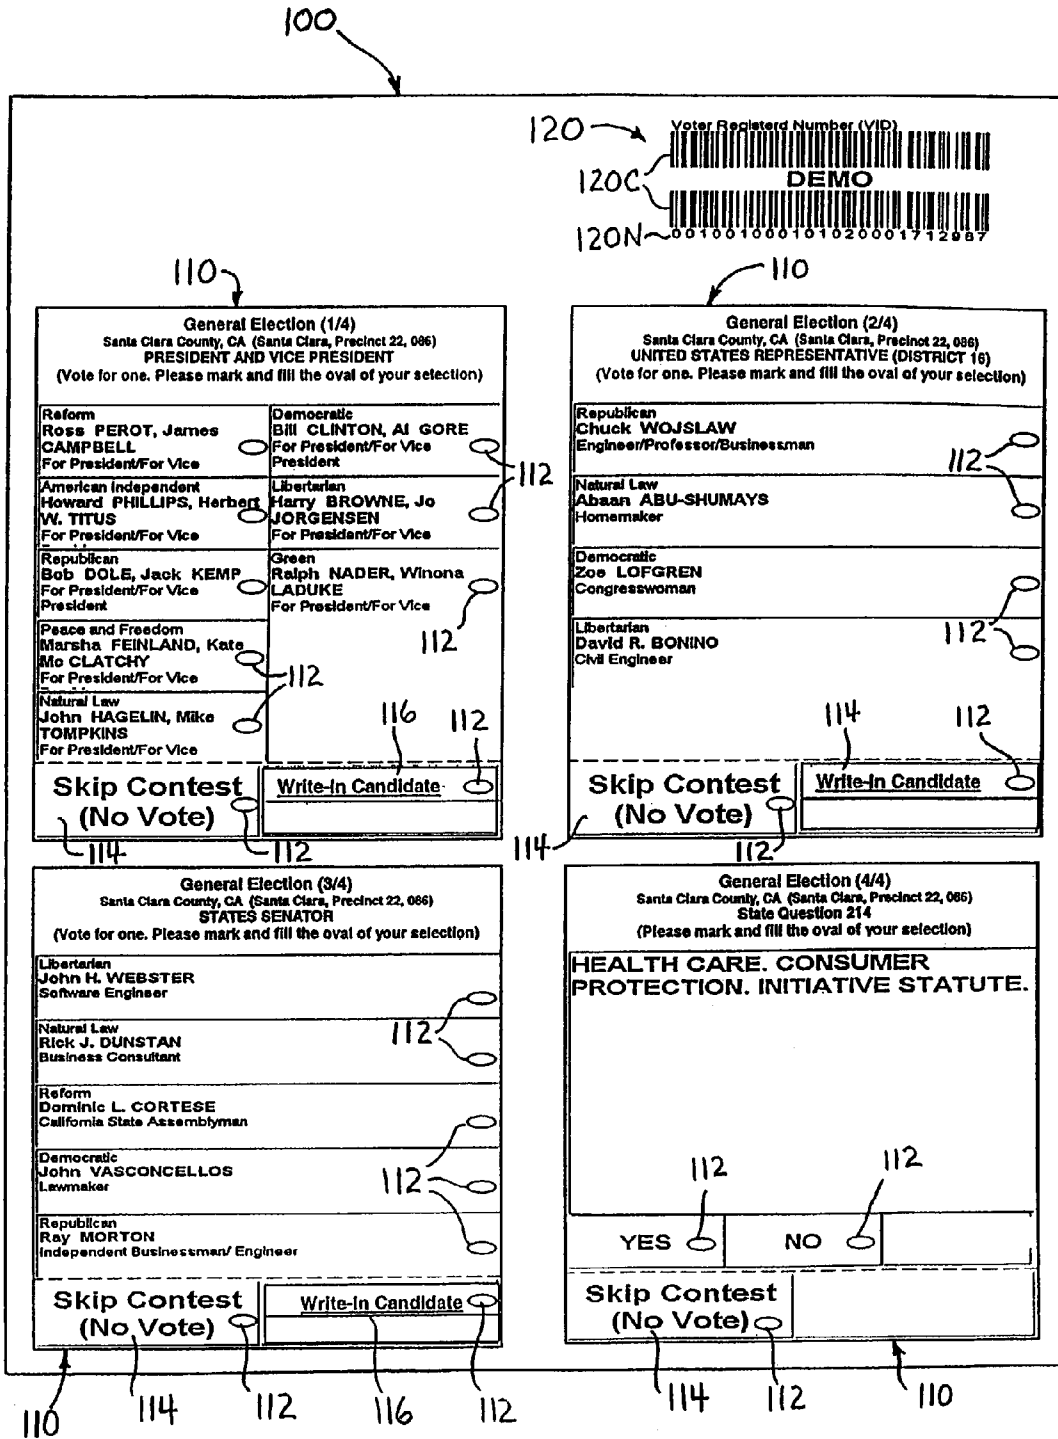 100
120
Voter Registerd Number (VID)
120C
DEMO
120N
001001000101020001712987
110
110
General Election (1/4)
Santa Clara County, CA (Santa Clara, Precinct 22, 086)
PRESIDENT AND VICE PRESIDENT
(Vote for one. Please mark and fill the oval of your selection)
Reform
Ross PEROT, James
CAMPBELL
For President/For Vice
American Independent
Howard PHILLIPS, Herbert
W. TITUS
For President/For Vice
Republican
Bob DOLE, Jack KEMP
For President/For Vice
President
Peace and Freedom
Marsha FEINLAND, Kate
Mc CLATCHY
For President/For Vice
Natural Law
John HAGELIN, Mike
TOMPKINS
For President/For Vice
Democratic
Bill CLINTON, Al GORE
For President/For Vice
President
112
Libertarian
Harry BROWNE, Jo
JORGENSEN
For President/For Vice
Green
Ralph NADER, Winona
LADUKE
For President/For Vice
112
112
116
112
Skip Contest
(No Vote)
Write-In Candidate
114
112
General Election (2/4)
Santa Clara County, CA (Santa Clara, Precinct 22, 086)
UNITED STATES REPRESENTATIVE (DISTRICT 16)
(Vote for one. Please mark and fill the oval of your selection)
Republican
Chuck WOJSLAW
Engineer/Professor/Businessman
112
Natural Law
Abaan ABU-SHUMAYS
Homemaker
Democratic
Zoe LOFGREN
Congresswoman
112
Libertarian
David R. BONINO
Civil Engineer
114
112
Skip Contest
(No Vote)
Write-In Candidate
114
112
General Election (3/4)
Santa Clara County, CA (Santa Clara, Precinct 22, 086)
STATES SENATOR
(Vote for one. Please mark and fill the oval of your selection)
Libertarian
John H. WEBSTER
Software Engineer
112
Natural Law
Rick J. DUNSTAN
Business Consultant
Reform
Dominic L. CORTESE
California State Assemblyman
Democratic
John VASCONCELLOS
Lawmaker
112
Republican
Ray MORTON
Independent Businessman/ Engineer
Skip Contest
(No Vote)
Write-In Candidate
110
114
112
116
112
General Election (4/4)
Santa Clara County, CA (Santa Clara, Precinct 22, 086)
State Question 214
(Please mark and fill the oval of your selection)
HEALTH CARE. CONSUMER
PROTECTION. INITIATIVE STATUTE.
112
112
YES
NO
Skip Contest
(No Vote)
114
112
110